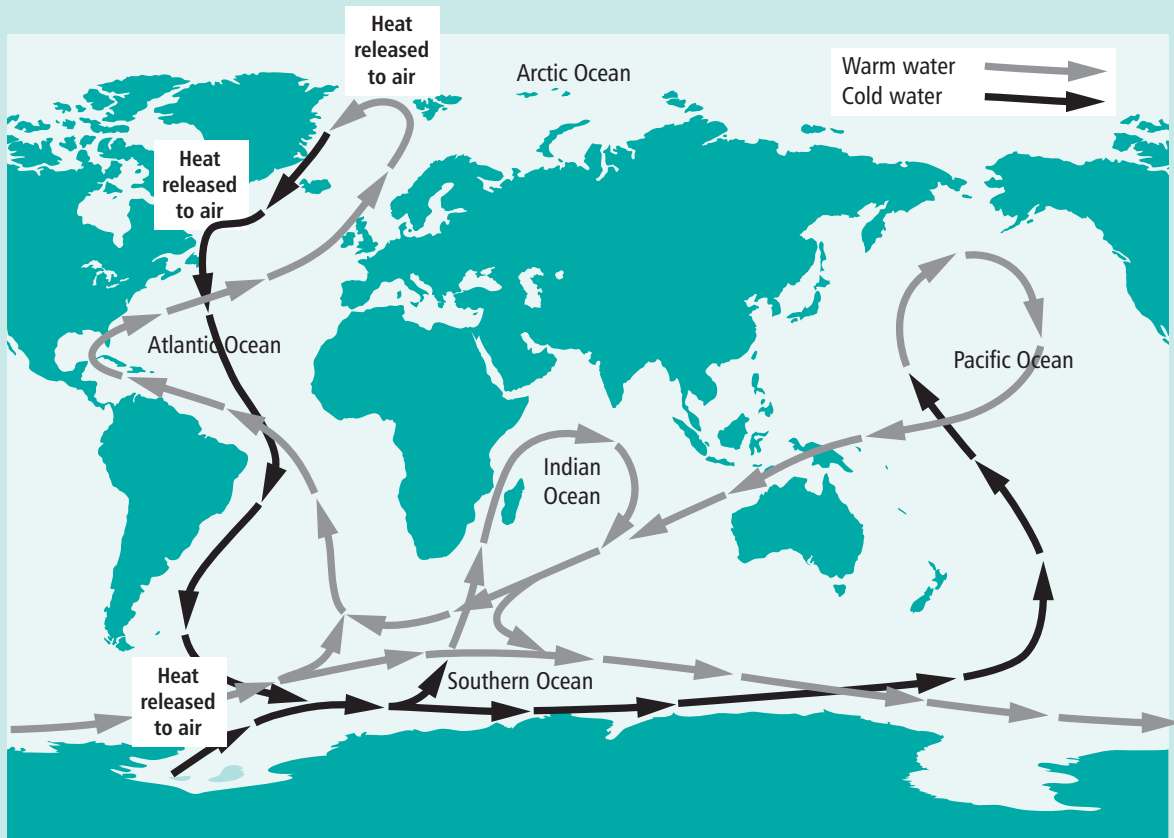 Heat
released
to air
Arctic Ocean
Warm water
Cold water
Heat
released
to air
Atlantic Ocean
Pacific Ocean
Indian
Ocean
Heat
released
to air
Southern Ocean